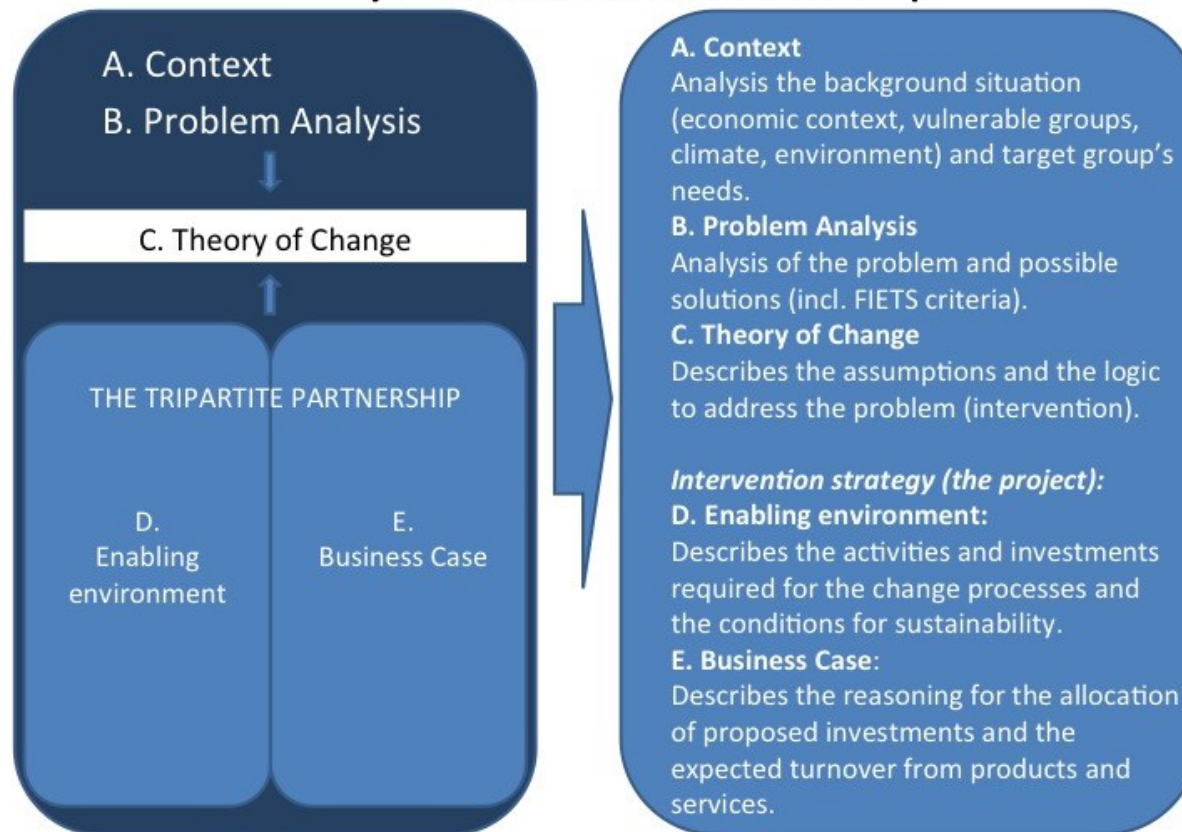 A. Context
B. Problem Analysis
C. Theory of Change
THE TRIPARTITE PARTNERSHIP
D.
Enabling
environment
E.
Business Case
A. Context
Analysis the background situation
(economic context, vulnerable groups,
climate, environment) and target group's
needs.
B. Problem Analysis
Analysis of the problem and possible
solutions (incl. FIETS criteria).
C. Theory of Change
Describes the assumptions and the logic
to address the problem (intervention).
Intervention strategy (the project):
D. Enabling environment:
Describes the activities and investments
required for the change processes and
the conditions for sustainability.
E. Business Case:
Describes the reasoning for the allocation
of proposed investments and the
expected turnover from products and
services.